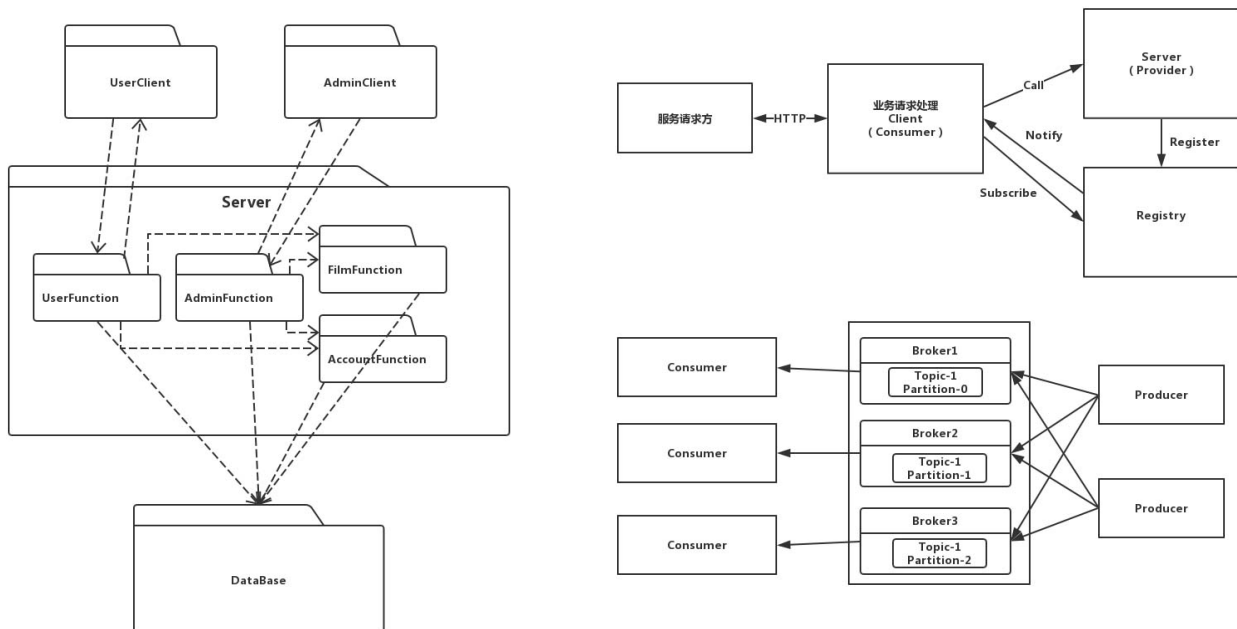 UserClient
AdminClient
Server
UserFunction
AdminFunction
FilmFunction
AccountFunction
DataBase
服务请求方
HTTP
业务请求处理
Client
( Consumer )
Call
Server
( Provider )
Notify
Register
Subscribe
Registry
Consumer
Consumer
Consumer
Broker1
Topic-1
Partition-0
Broker2
Topic-1
Partition-1
Broker3
Topic-1
Partition-2
Producer
Producer